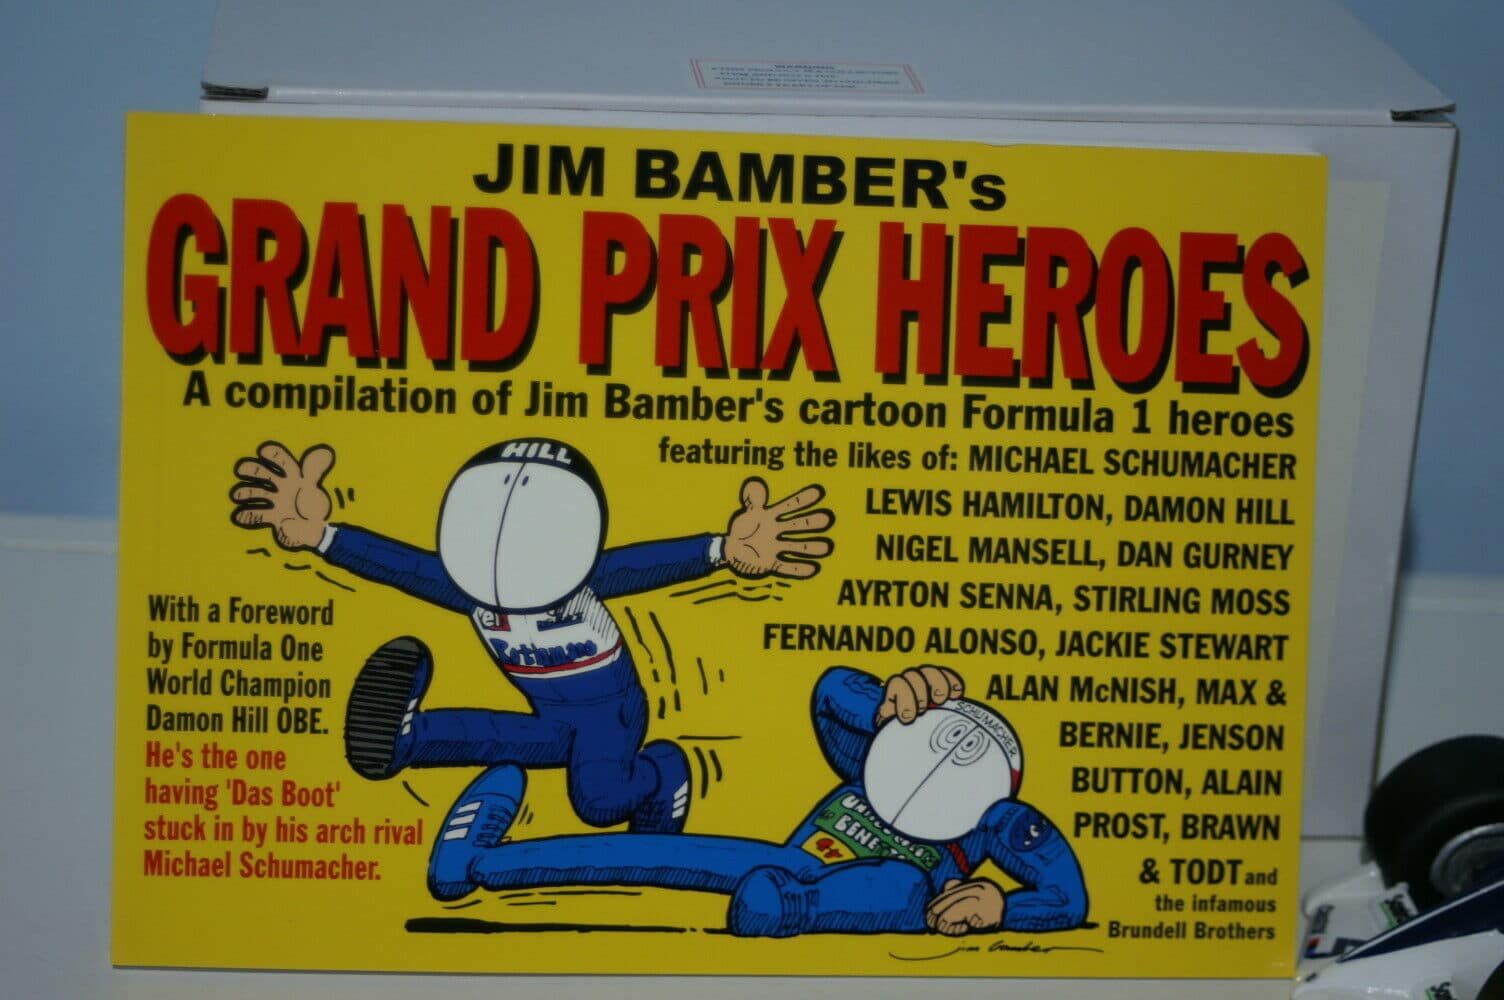 WARNING
JIM BAMBER's
GRAND PRIX HEROES
A compilation of Jim Bamber's cartoon Formula 1 heroes
featuring the likes of: MICHAEL SCHUMACHER
LEWIS HAMILTON, DAMON HILL
NIGEL MANSELL, DAN GURNEY
AYRTON SENNA, STIRLING MOSS
FERNANDO ALONSO, JACKIE STEWART
ALAN McNISH, MAX &
BERNIE, JENSON
BUTTON, ALAIN
PROST, BRAWN
& TODT and
the infamous
Brundell Brothers
HILL
Rothmans
With a Foreword
by Formula One
World Champion
Damon Hill OBE.
He's the one
having 'Das Boot'
stuck in by his arch rival
Michael Schumacher.
SCHUMACHER
jim bamber